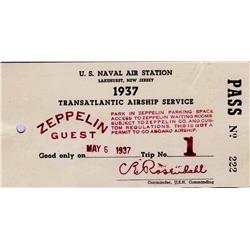 U. S. NAVAL AIR STATION
LAKEHURST, NEW JERSEY
1937
TRANSATLANTIC AIRSHIP SERVICE
ZEPPELIN
GUEST
PARK IN ZEPPELIN PARKING SPACE
ACCESS TO ZEPPELIN WAITING ROOMS
SUBJECT TO ZEPPELIN CO. AND CUS-
TOM REGULATIONS. THIS IS NOT A
PERMIT TO GO ABOARD AIRSHIP.
Good only on MAY 6 1937 Trip No. 1
C E Rosendahl
Commander, U.S.N. Commanding
PASS No 222